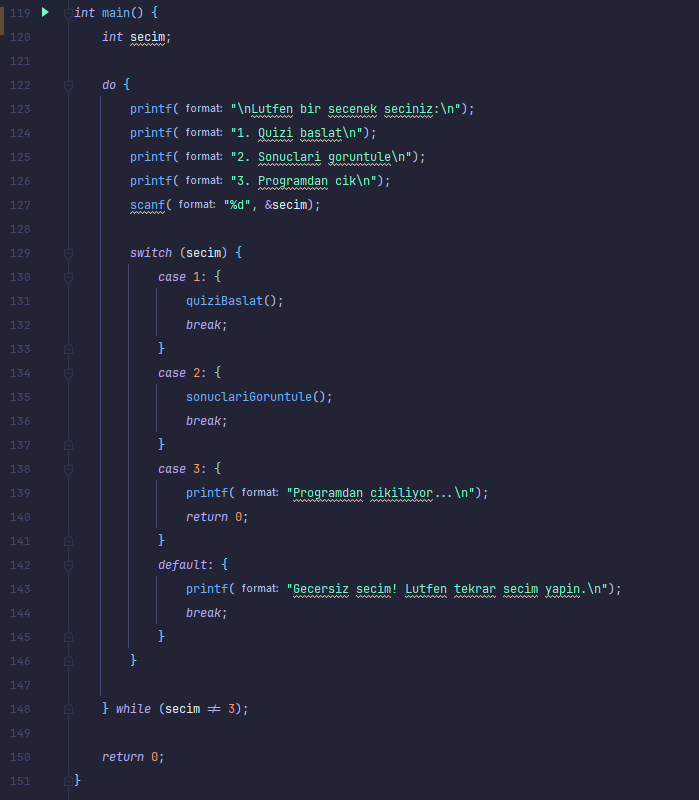 119 int main() {
120 int secim;
121
122 do {
123 printf( format: "\nLutfen bir secenek seciniz:\n");
124 printf( format: "1. Quizi baslat\n");
125 printf( format: "2. Sonuclari goruntule\n");
126 printf( format: "3. Programdan cik\n");
127 scanf( format: "%d", &secim);
128
129 switch (secim) {
130 case 1: {
131 quiziBaslat();
132 break;
133 }
134 case 2: {
135 sonuclariGoruntule();
136 break;
137 }
138 case 3: {
139 printf( format: "Programdan cikiliyor...\n");
140 return 0;
141 }
142 default: {
143 printf( format: "Gecersiz secim! Lutfen tekrar secim yapin.\n");
144 break;
145 }
146 }
147
148 } while (secim != 3);
149
150 return 0;
151 }